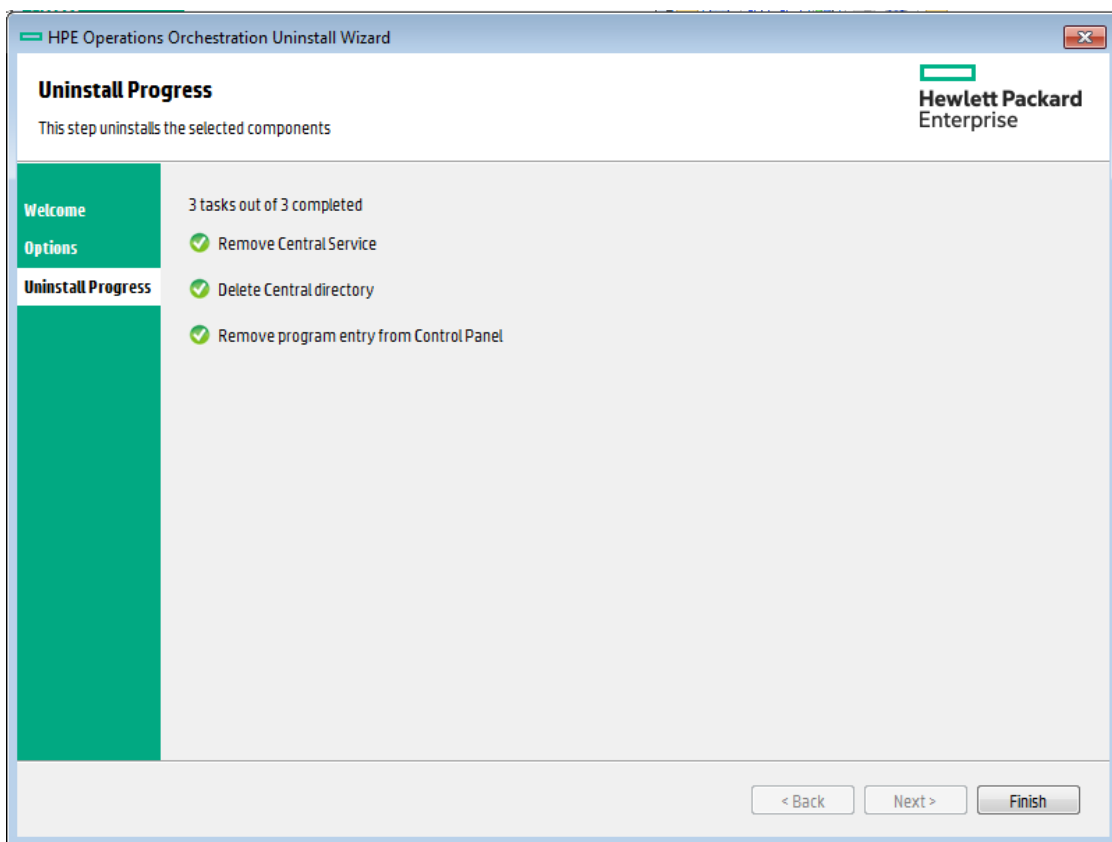 HPE Operations Orchestration Uninstall Wizard
Uninstall Progress
This step uninstalls the selected components
Hewlett Packard
Enterprise
Welcome
Options
Uninstall Progress
3 tasks out of 3 completed
Remove Central Service
Delete Central directory
Remove program entry from Control Panel
< Back
Next >
Finish